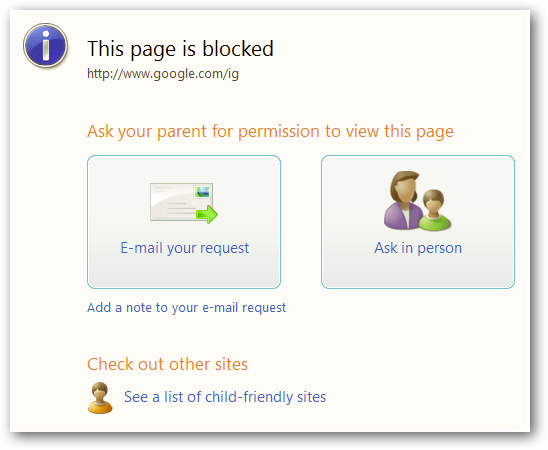 This page is blocked
http://www.google.com/ig
Ask your parent for permission to view this page
E-mail your request
Ask in person
Add a note to your e-mail request
Check out other sites
See a list of child-friendly sites